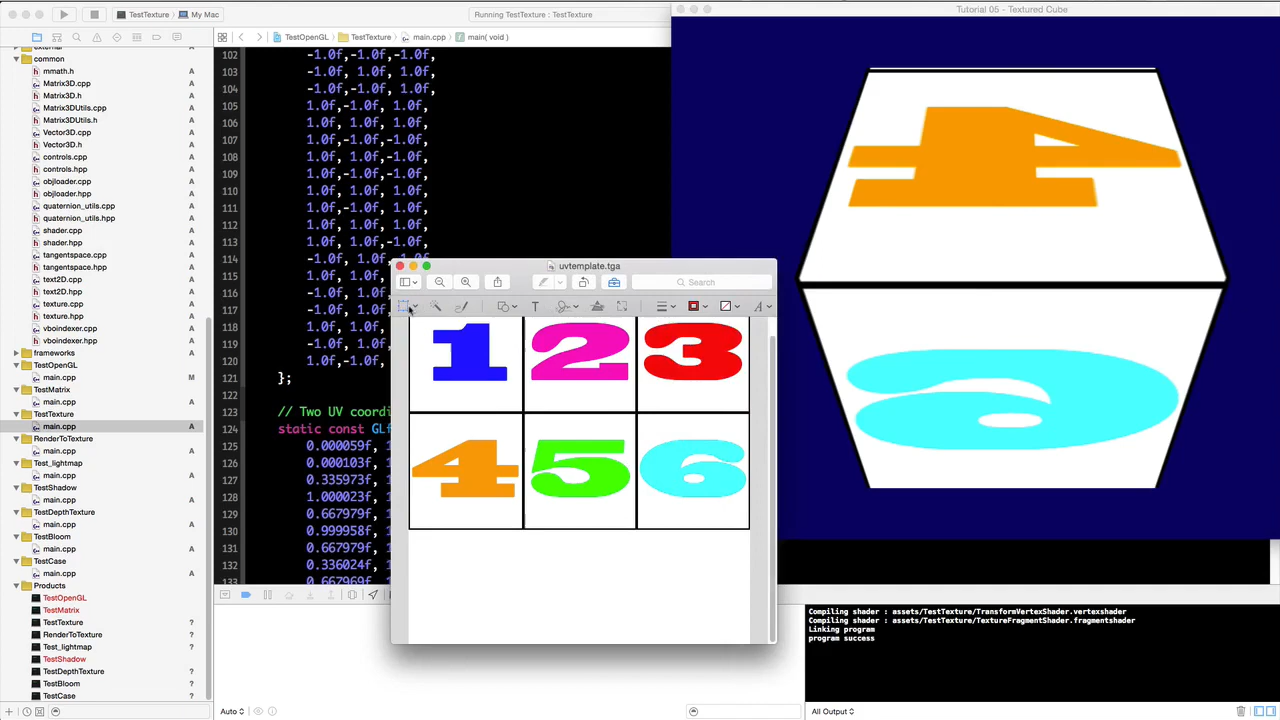 TestTexture
My Mac
Running TestTexture : TestTexture
Tutorial 05 - Textured Cube
TestOpenGL
TestTexture
main.cpp
main( void )
common
mmath.h A
Matrix3D.cpp A
Matrix3D.h A
Matrix3DUtils.cpp A
Matrix3DUtils.h A
Vector3D.cpp A
Vector3D.h A
controls.cpp A
controls.hpp A
objloader.cpp A
objloader.hpp A
quaternion_utils.cpp A
quaternion_utils.hpp A
shader.cpp A
shader.hpp A
tangentspace.cpp A
tangentspace.hpp A
text2D.cpp A
text2D.hpp A
texture.cpp A
texture.hpp A
vboindexer.cpp A
vboindexer.hpp A
frameworks
TestOpenGL
main.cpp M
TestMatrix
main.cpp A
TestTexture
main.cpp A
RenderToTexture
main.cpp A
Test_lightmap
main.cpp A
TestShadow
main.cpp A
TestDepthTexture
main.cpp A
TestBloom
main.cpp A
TestCase
main.cpp A
Products
TestOpenGL
TestMatrix
TestTexture ?
RenderToTexture ?
Test_lightmap ?
TestShadow
TestDepthTexture ?
TestBloom ?
TestCase ?
102 -1.0f,-1.0f,-1.0f,
103 -1.0f, 1.0f, 1.0f,
104 -1.0f,-1.0f, 1.0f,
105 1.0f,-1.0f, 1.0f,
106 1.0f, 1.0f, 1.0f,
107 1.0f,-1.0f,-1.0f,
108 1.0f, 1.0f,-1.0f,
109 1.0f,-1.0f, 1.0f,
110 1.0f, 1.0f, 1.0f,
111 1.0f, 1.0f,-1.0f,
112 -1.0f, 1.0f,-1.0f,
113 1.0f, 1.0f,-1.0f,
114 -1.0f, 1.0f,
115 1.0f, 1.0f,
116 -1.0f, 1.0f,
117 -1.0f, 1.0f,
118 1.0f, 1.0f,
119 -1.0f, 1.0f,
120 1.0f,-1.0f,
121 };
122
123 // Two UV coordi
124 static const GLf
125 0.000059f, 1
126 0.000103f,
127 0.335973f, 1
128 1.000023f,
129 0.667979f,
130 0.999958f,
131 0.667979f, 1
132 0.336024f, 1
133 0.667969f,
uvtemplate.tga
Search
T
A
1 2 3
4 5 6
4
6
Compiling shader : assets/TestTexture/TransformVertexShader.vertexshader
Compiling shader : assets/TestTexture/TextureFragmentShader.fragmentshader
Linking program
program success
Auto
All Output